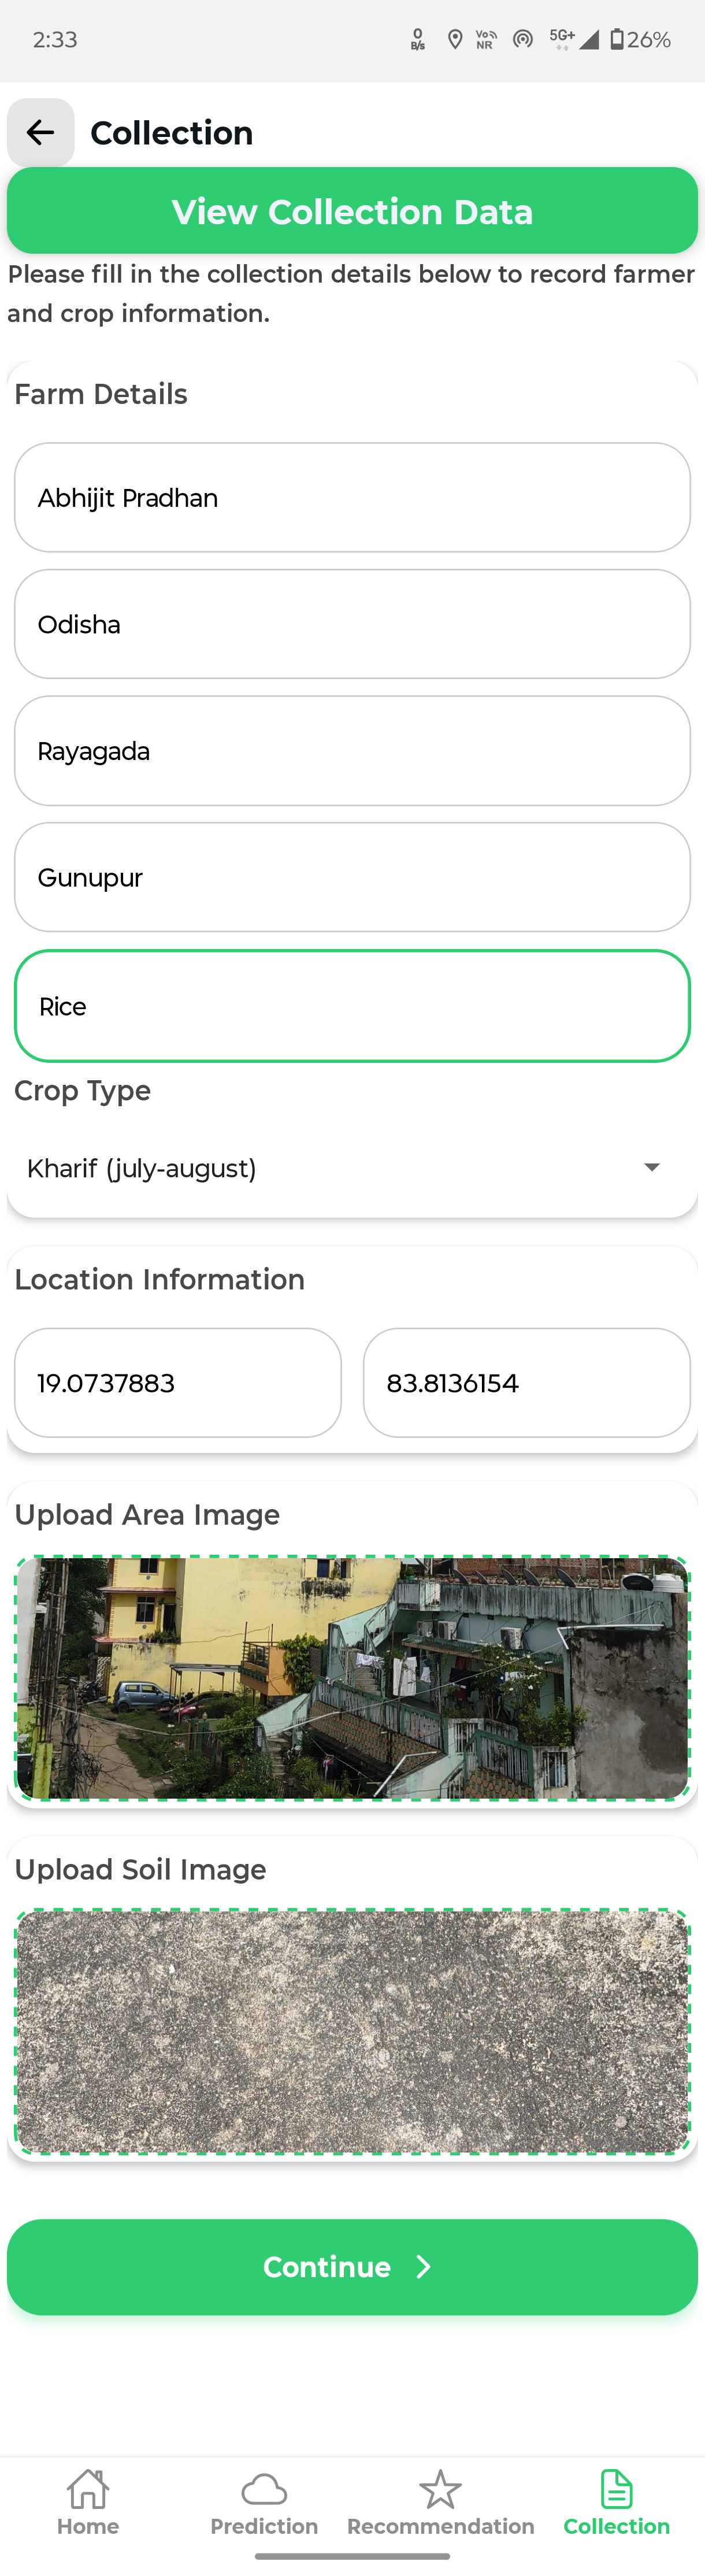 2:33
0
B/s
Vo
NR
5G+
26%
Collection
View Collection Data
Please fill in the collection details below to record farmer
and crop information.
Farm Details
Abhijit Pradhan
Odisha
Rayagada
Gunupur
Rice
Crop Type
Kharif (july-august)
Location Information
19.0737883
83.8136154
Upload Area Image
Upload Soil Image
Continue
Home
Prediction
Recommendation
Collection